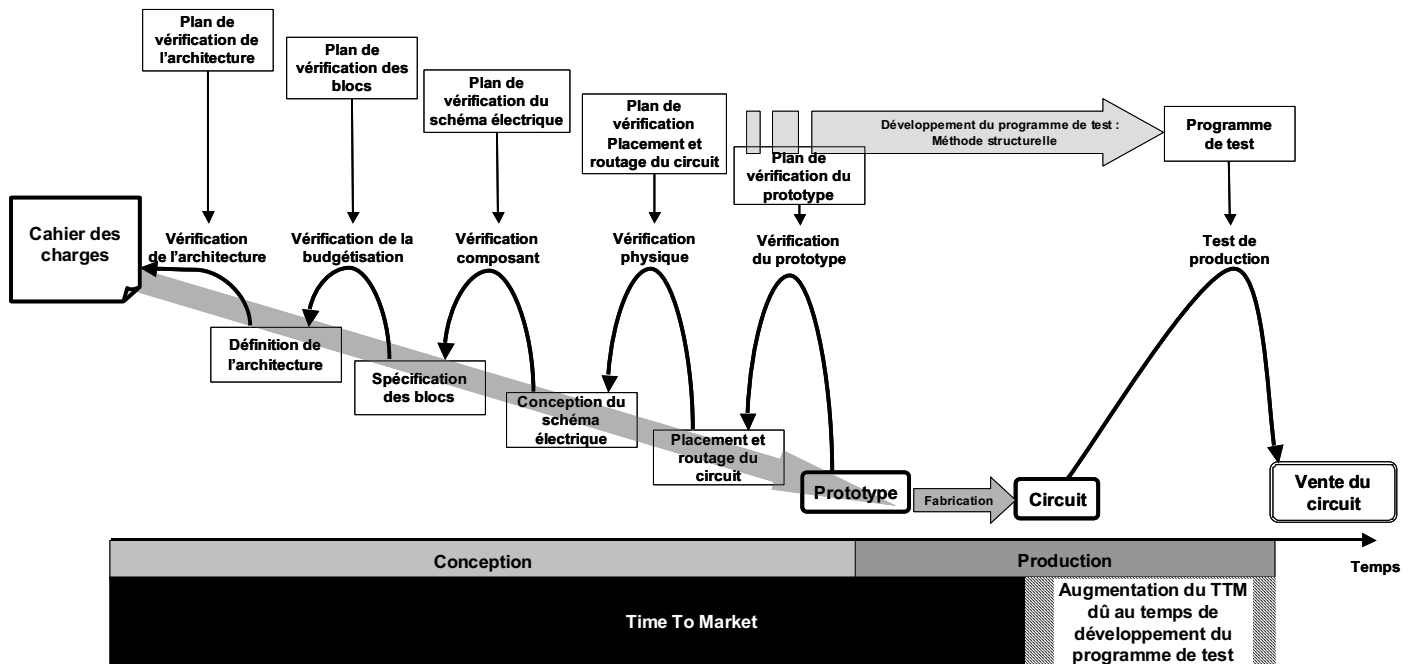 Plan de
vérification de
l'architecture
Plan de
vérification des
blocs
Plan de
vérification du
schéma électrique
Plan de
vérification
Placement et
routage du circuit
Plan de
vérification du
prototype
Développement du programme de test :
Méthode structurelle
Programme
de test
Cahier des
charges
Vérification
de l'architecture
Vérification de la
budgétisation
Vérification
composant
Vérification
physique
Vérification
du prototype
Test de
production
Définition de
l'architecture
Spécification
des blocs
Conception du
schéma
électrique
Placement et
routage du
circuit
Prototype
Fabrication
Circuit
Vente du
circuit
Conception
Production
Temps
Time To Market
Augmentation du TTM
dû au temps de
développement du
programme de test